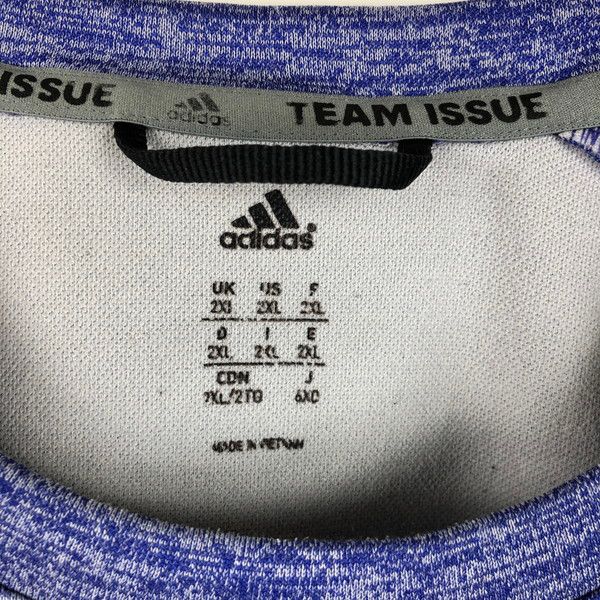 ISSUE adidas TEAM ISSUE
adidas
UK US F
2XL 2XL 2XL
D I E
2XL 2XL 2XL
CDN J
2XL/2TG 6XO
MADE IN VIETNAM